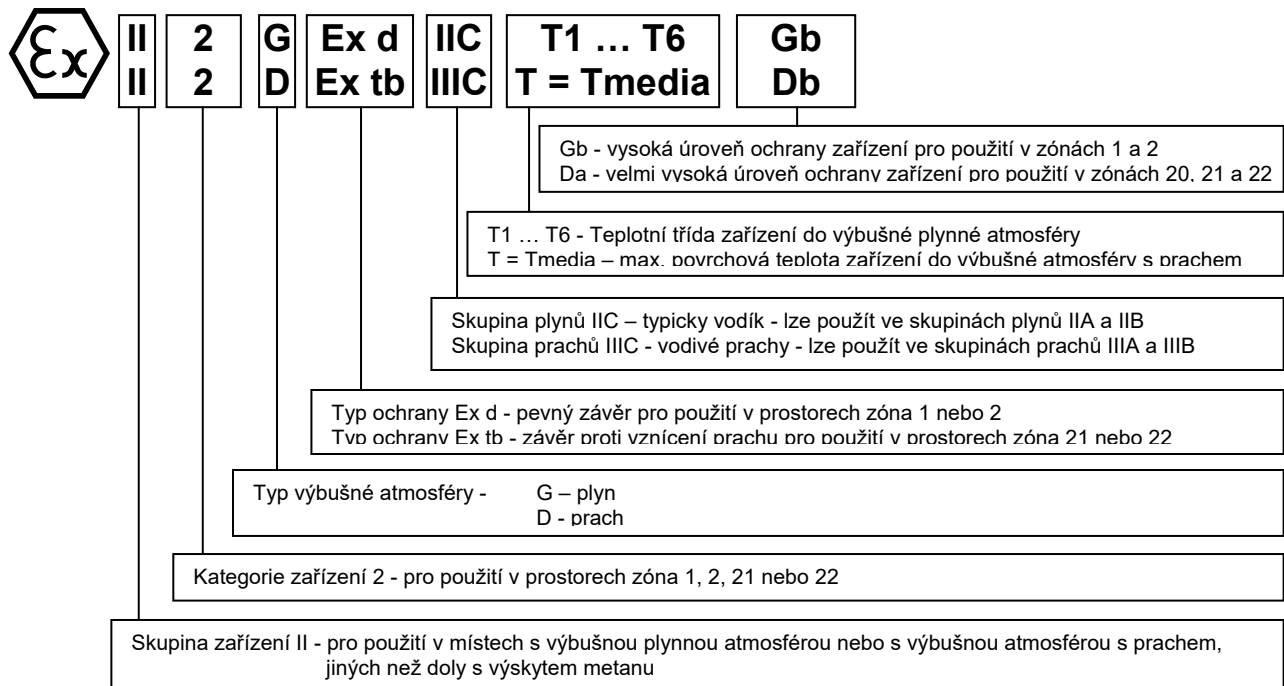 Ex II 2 G Ex d IIC T1 … T6 Gb
II 2 D Ex tb IIIC T = Tmedia Db
Gb - vysoká úroveň ochrany zařízení pro použití v zónách 1 a 2
Da - velmi vysoká úroveň ochrany zařízení pro použití v zónách 20, 21 a 22
T1 … T6 - Teplotní třída zařízení do výbušné plynné atmosféry
T = Tmedia – max. povrchová teplota zařízení do výbušné atmosféry s prachem
Skupina plynů IIC – typicky vodík - lze použít ve skupinách plynů IIA a IIB
Skupina prachů IIIC - vodivé prachy - lze použít ve skupinách prachů IIIA a IIIB
Typ ochrany Ex d - pevný závěr pro použití v prostorech zóna 1 nebo 2
Typ ochrany Ex tb - závěr proti vznícení prachu pro použití v prostorech zóna 21 nebo 22
Typ výbušné atmosféry - G – plyn
D - prach
Kategorie zařízení 2 - pro použití v prostorech zóna 1, 2, 21 nebo 22
Skupina zařízení II - pro použití v místech s výbušnou plynnou atmosférou nebo s výbušnou atmosférou s prachem,
jiných než doly s výskytem metanu